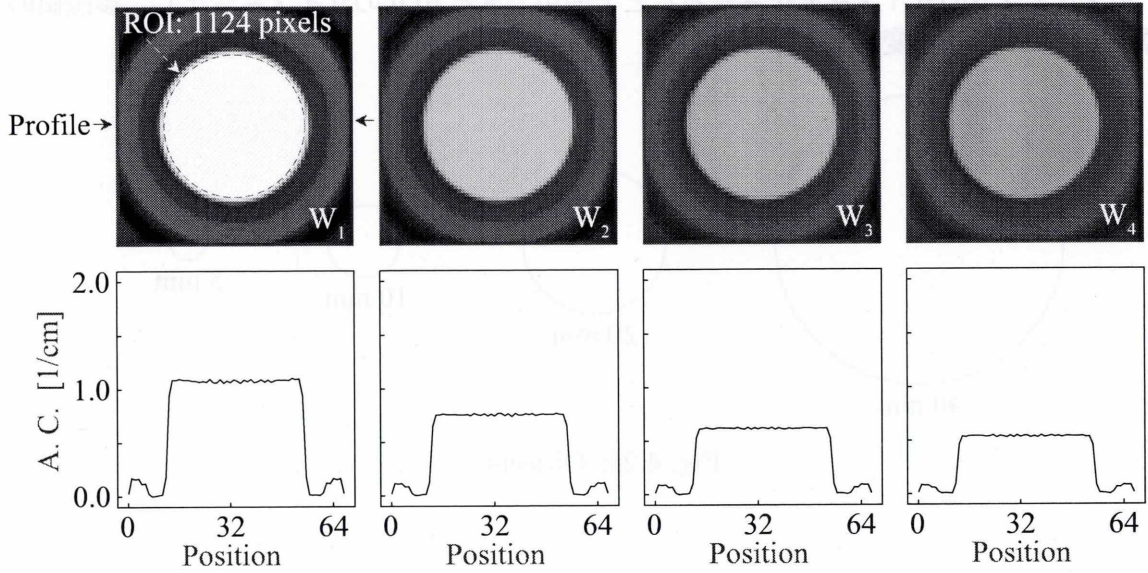 ROI: 1124 pixels
Profile
W1
W2
W3
W4
A. C. [1/cm]
2.0
1.0
0.0
0 32 64
0 32 64
0 32 64
0 32 64
Position
Position
Position
Position